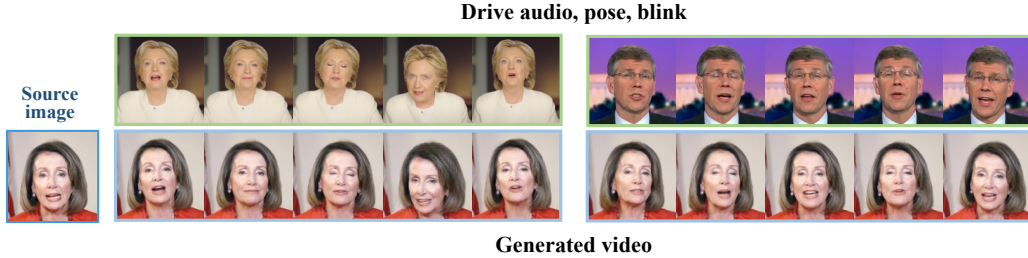 Drive audio, pose, blink
Source
image
Generated video